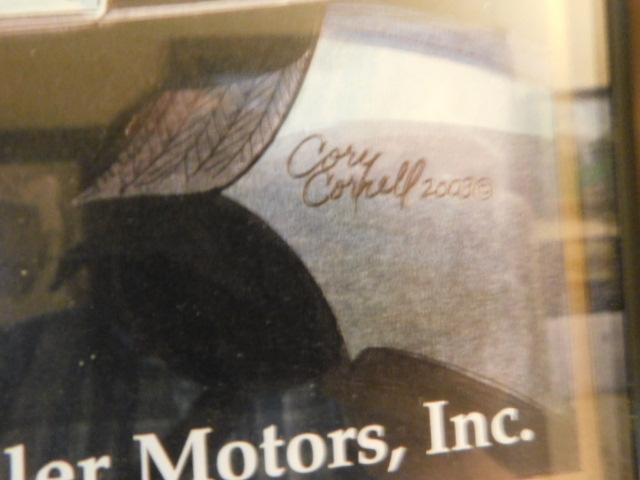 Cory
Cornell 2003©
ler Motors, Inc.